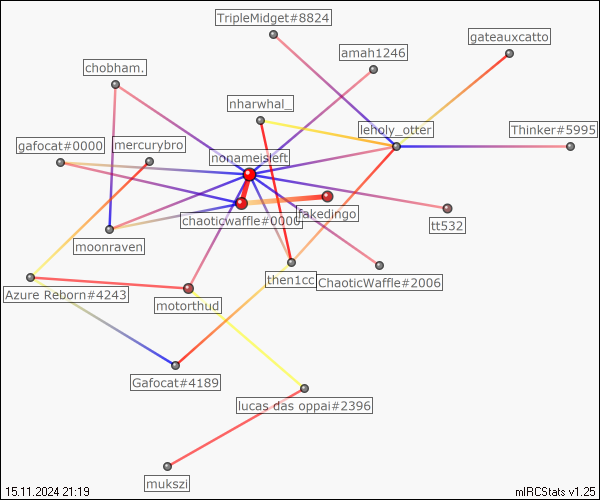 TripleMidget#8824
gateauxcatto
amah1246
chobham.
nharwhal_
leholy_otter
Thinker#5995
gafocat#0000
mercurybro
nonameisleft
chaoticwaffle#0000
fakedingo
tt532
moonraven
then1cc
ChaoticWaffle#2006
Azure Reborn#4243
motorthud
Gafocat#4189
lucas das oppai#2396
mukszi
15.11.2024 21:19
mIRCStats v1.25